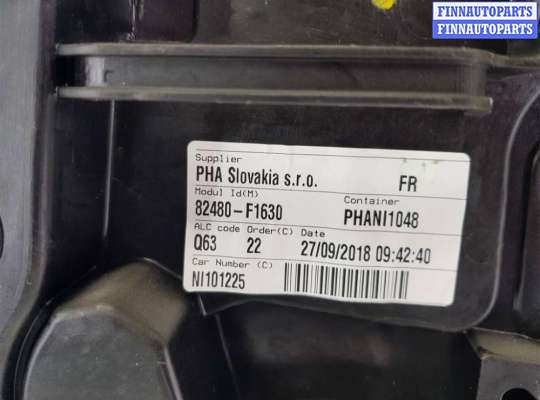 FINNAUTOPARTS
FINNAUTOPARTS
Supplier
PHA Slovakia s.r.o. FR
Modul Id(M) Container
82480-F1630 PHANI1048
ALC code Order(C) Date
Q63 22 27/09/2018 09:42:40
Car Number (C)
NI101225